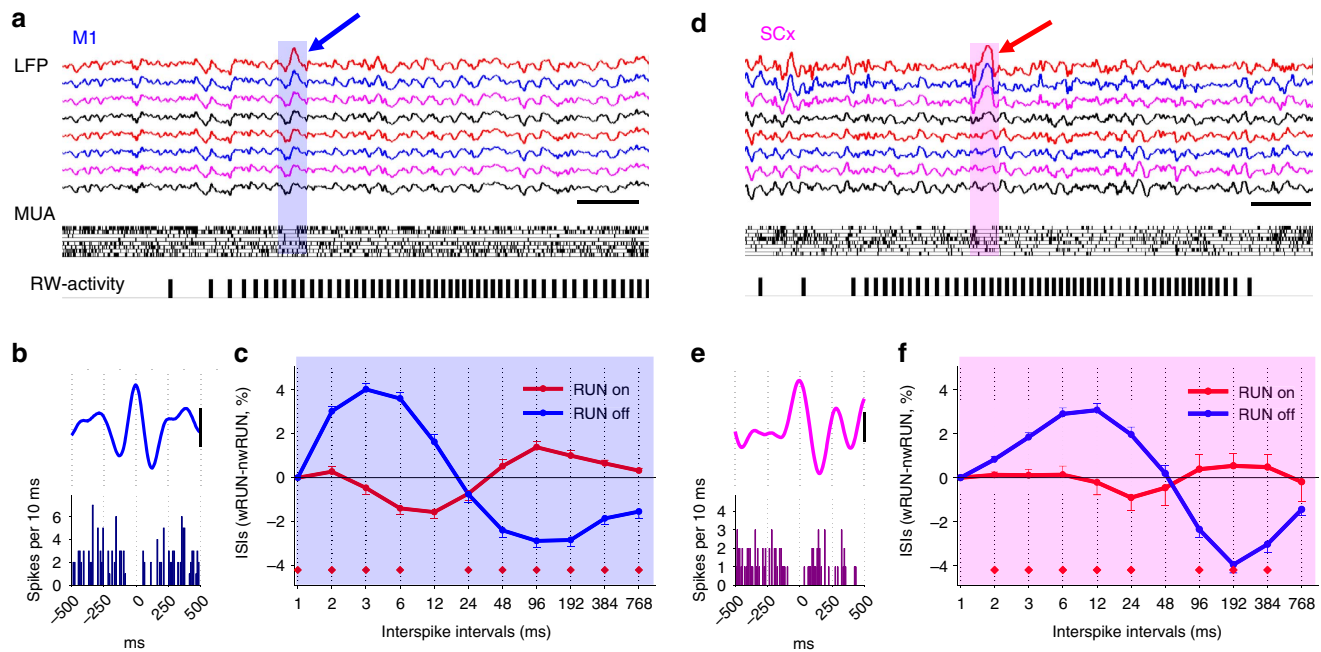 a
M1
LFP
MUA
RW-activity
d
SCx
b
6
4
2
0
Spikes per 10 ms
−500
−250
0
250
500
ms
c
4
2
0
−2
−4
ISIs (wRUN-nwRUN, %)
RUN on
RUN off
1
2
3
6
12
24
48
96
192
384
768
Interspike intervals (ms)
e
4
3
2
1
0
Spikes per 10 ms
−500
−250
0
250
500
ms
f
4
2
0
−2
−4
ISIs (wRUN-nwRUN, %)
RUN on
RUN off
1
2
3
6
12
24
48
96
192
384
768
Interspike intervals (ms)